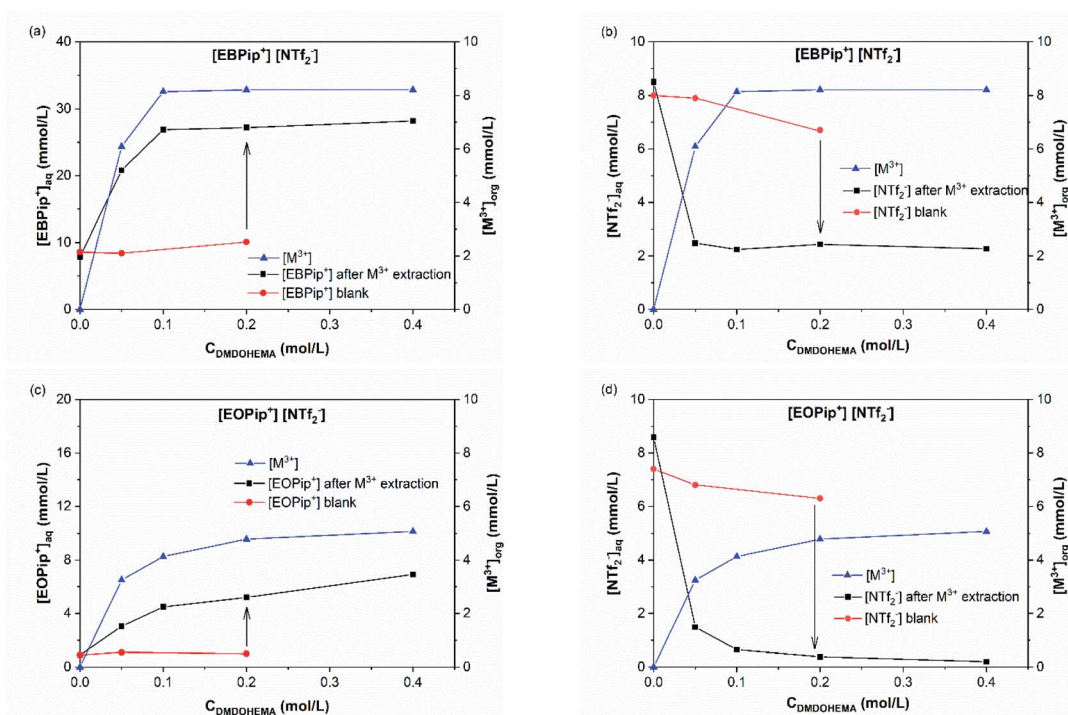 (a)
[EBPip⁺] [NTf₂⁻]
40
30
20
10
0
[EBPip⁺]aq (mmol/L)
10
8
6
4
2
0
[M³⁺]org (mmol/L)
[M³⁺]
[EBPip⁺] after M³⁺ extraction
[EBPip⁺] blank
0.0 0.1 0.2 0.3 0.4
C_DMDOHEMA (mol/L)
(b)
[EBPip⁺] [NTf₂⁻]
10
8
6
4
2
0
[NTf₂⁻]aq (mmol/L)
10
8
6
4
2
0
[M³⁺]org (mmol/L)
[M³⁺]
[NTf₂⁻] after M³⁺ extraction
[NTf₂⁻] blank
0.0 0.1 0.2 0.3 0.4
C_DMDOHEMA (mol/L)
(c)
[EOPip⁺] [NTf₂⁻]
20
16
12
8
4
0
[EOPip⁺]aq (mmol/L)
10
8
6
4
2
0
[M³⁺]org (mmol/L)
[M³⁺]
[EOPip⁺] after M³⁺ extraction
[EOPip⁺] blank
0.0 0.1 0.2 0.3 0.4
C_DMDOHEMA (mol/L)
(d)
[EOPip⁺] [NTf₂⁻]
10
8
6
4
2
0
[NTf₂⁻]aq (mmol/L)
10
8
6
4
2
0
[M³⁺]org (mmol/L)
[M³⁺]
[NTf₂⁻] after M³⁺ extraction
[NTf₂⁻] blank
0.0 0.1 0.2 0.3 0.4
C_DMDOHEMA (mol/L)